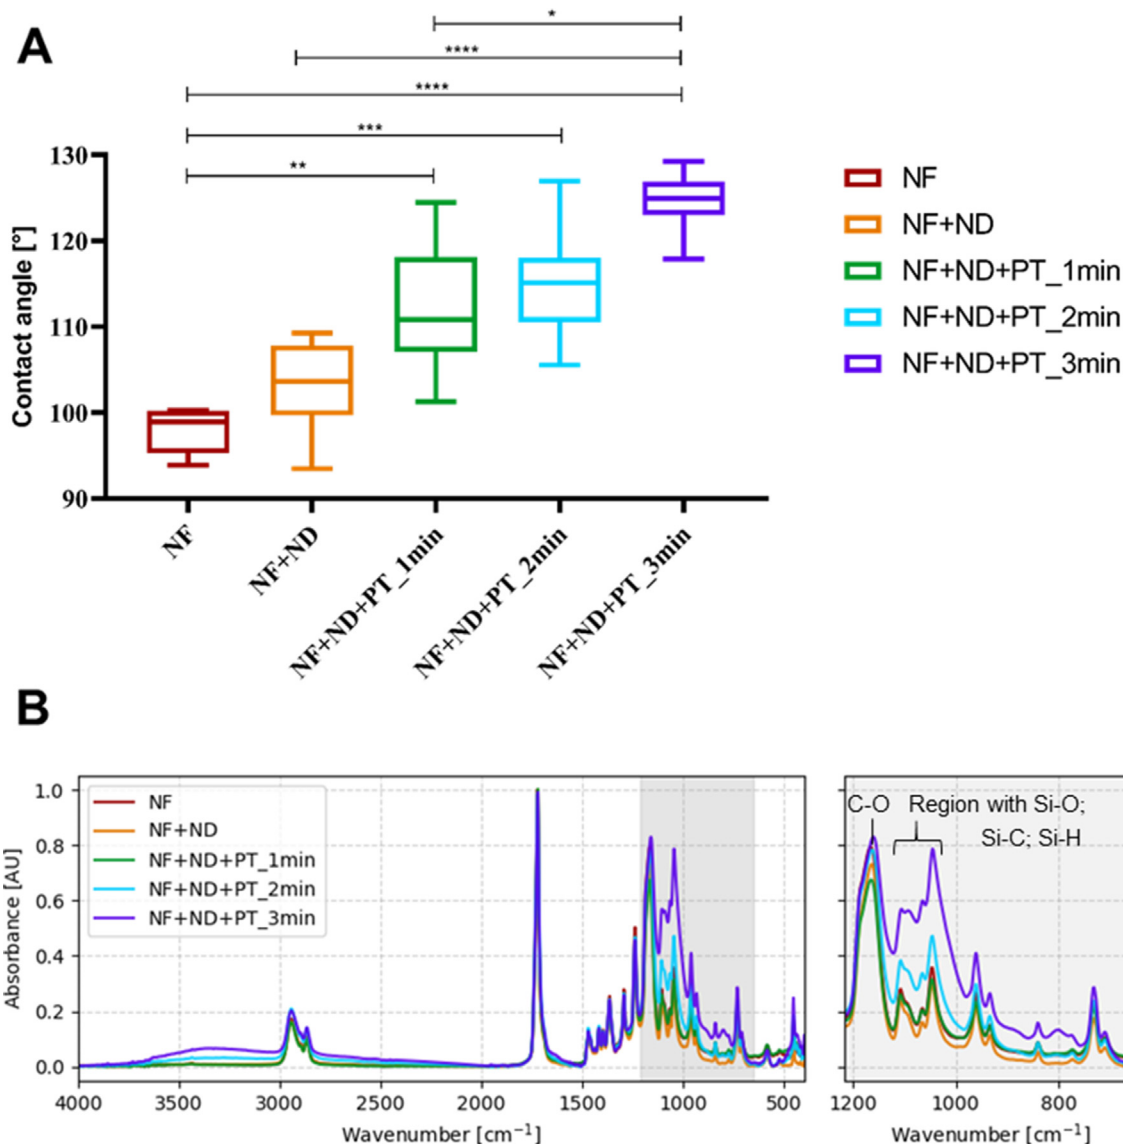 A
*
****
****
***
**
130
120
110
100
90
Contact angle [°]
NF
NF+ND
NF+ND+PT_1min
NF+ND+PT_2min
NF+ND+PT_3min
NF
NF+ND
NF+ND+PT_1min
NF+ND+PT_2min
NF+ND+PT_3min
B
1.0
0.8
0.6
0.4
0.2
0.0
Absorbance [AU]
NF
NF+ND
NF+ND+PT_1min
NF+ND+PT_2min
NF+ND+PT_3min
4000 3500 3000 2500 2000 1500 1000 500
Wavenumber [cm⁻¹]
C-O Region with Si-O;
Si-C; Si-H
1200 1000 800
Wavenumber [cm⁻¹]